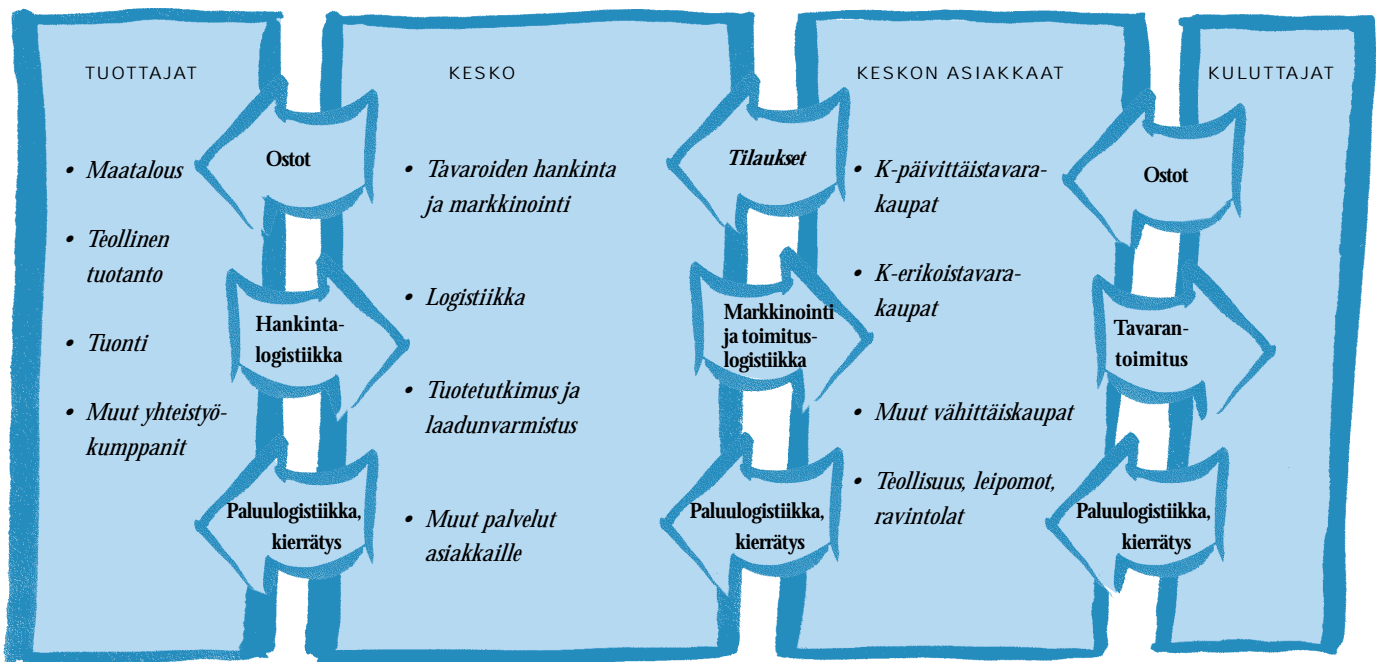 TUOTTAJAT
• Maatalous
• Teollinen
tuotanto
• Tuonti
• Muut yhteistyö-
kumppanit
Ostot
Hankinta-
logistiikka
Paluulogistiikka,
kierrätys
KESKO
• Tavaroiden hankinta
ja markkinointi
• Logistiikka
• Tuotetutkimus ja
laadunvarmistus
• Muut palvelut
asiakkaille
Tilaukset
Markkinointi
ja toimitus-
logistiikka
Paluulogistiikka,
kierrätys
KESKON ASIAKKAAT
• K-päivittäistavara-
kaupat
• K-erikoistavara-
kaupat
• Muut vähittäiskaupat
• Teollisuus, leipomot,
ravintolat
Ostot
Tavaran-
toimitus
Paluulogistiikka,
kierrätys
KULUTTAJAT